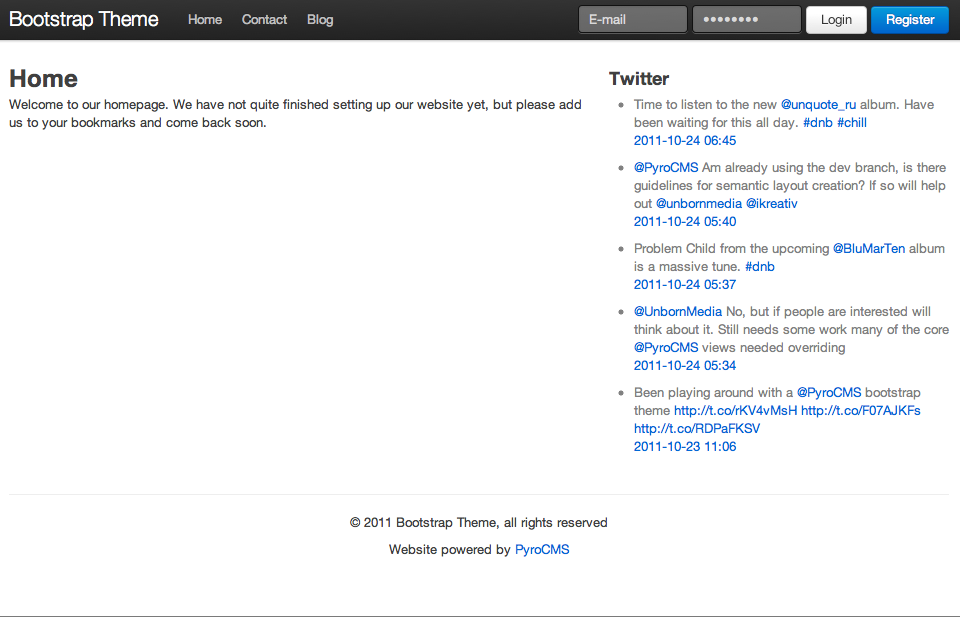 Bootstrap Theme Home Contact Blog E-mail •••••••• Login Register
Home
Welcome to our homepage. We have not quite finished setting up our website yet, but please add
us to your bookmarks and come back soon.
Twitter
Time to listen to the new @unquote_ru album. Have
been waiting for this all day. #dnb #chill
2011-10-24 06:45
@PyroCMS Am already using the dev branch, is there
guidelines for semantic layout creation? If so will help
out @unbornmedia @ikreativ
2011-10-24 05:40
Problem Child from the upcoming @BluMarTen album
is a massive tune. #dnb
2011-10-24 05:37
@UnbornMedia No, but if people are interested will
think about it. Still needs some work many of the core
@PyroCMS views needed overriding
2011-10-24 05:34
Been playing around with a @PyroCMS bootstrap
theme http://t.co/rKV4vMsH http://t.co/F07AJKFs
http://t.co/RDPaFKSV
2011-10-23 11:06
© 2011 Bootstrap Theme, all rights reserved
Website powered by PyroCMS